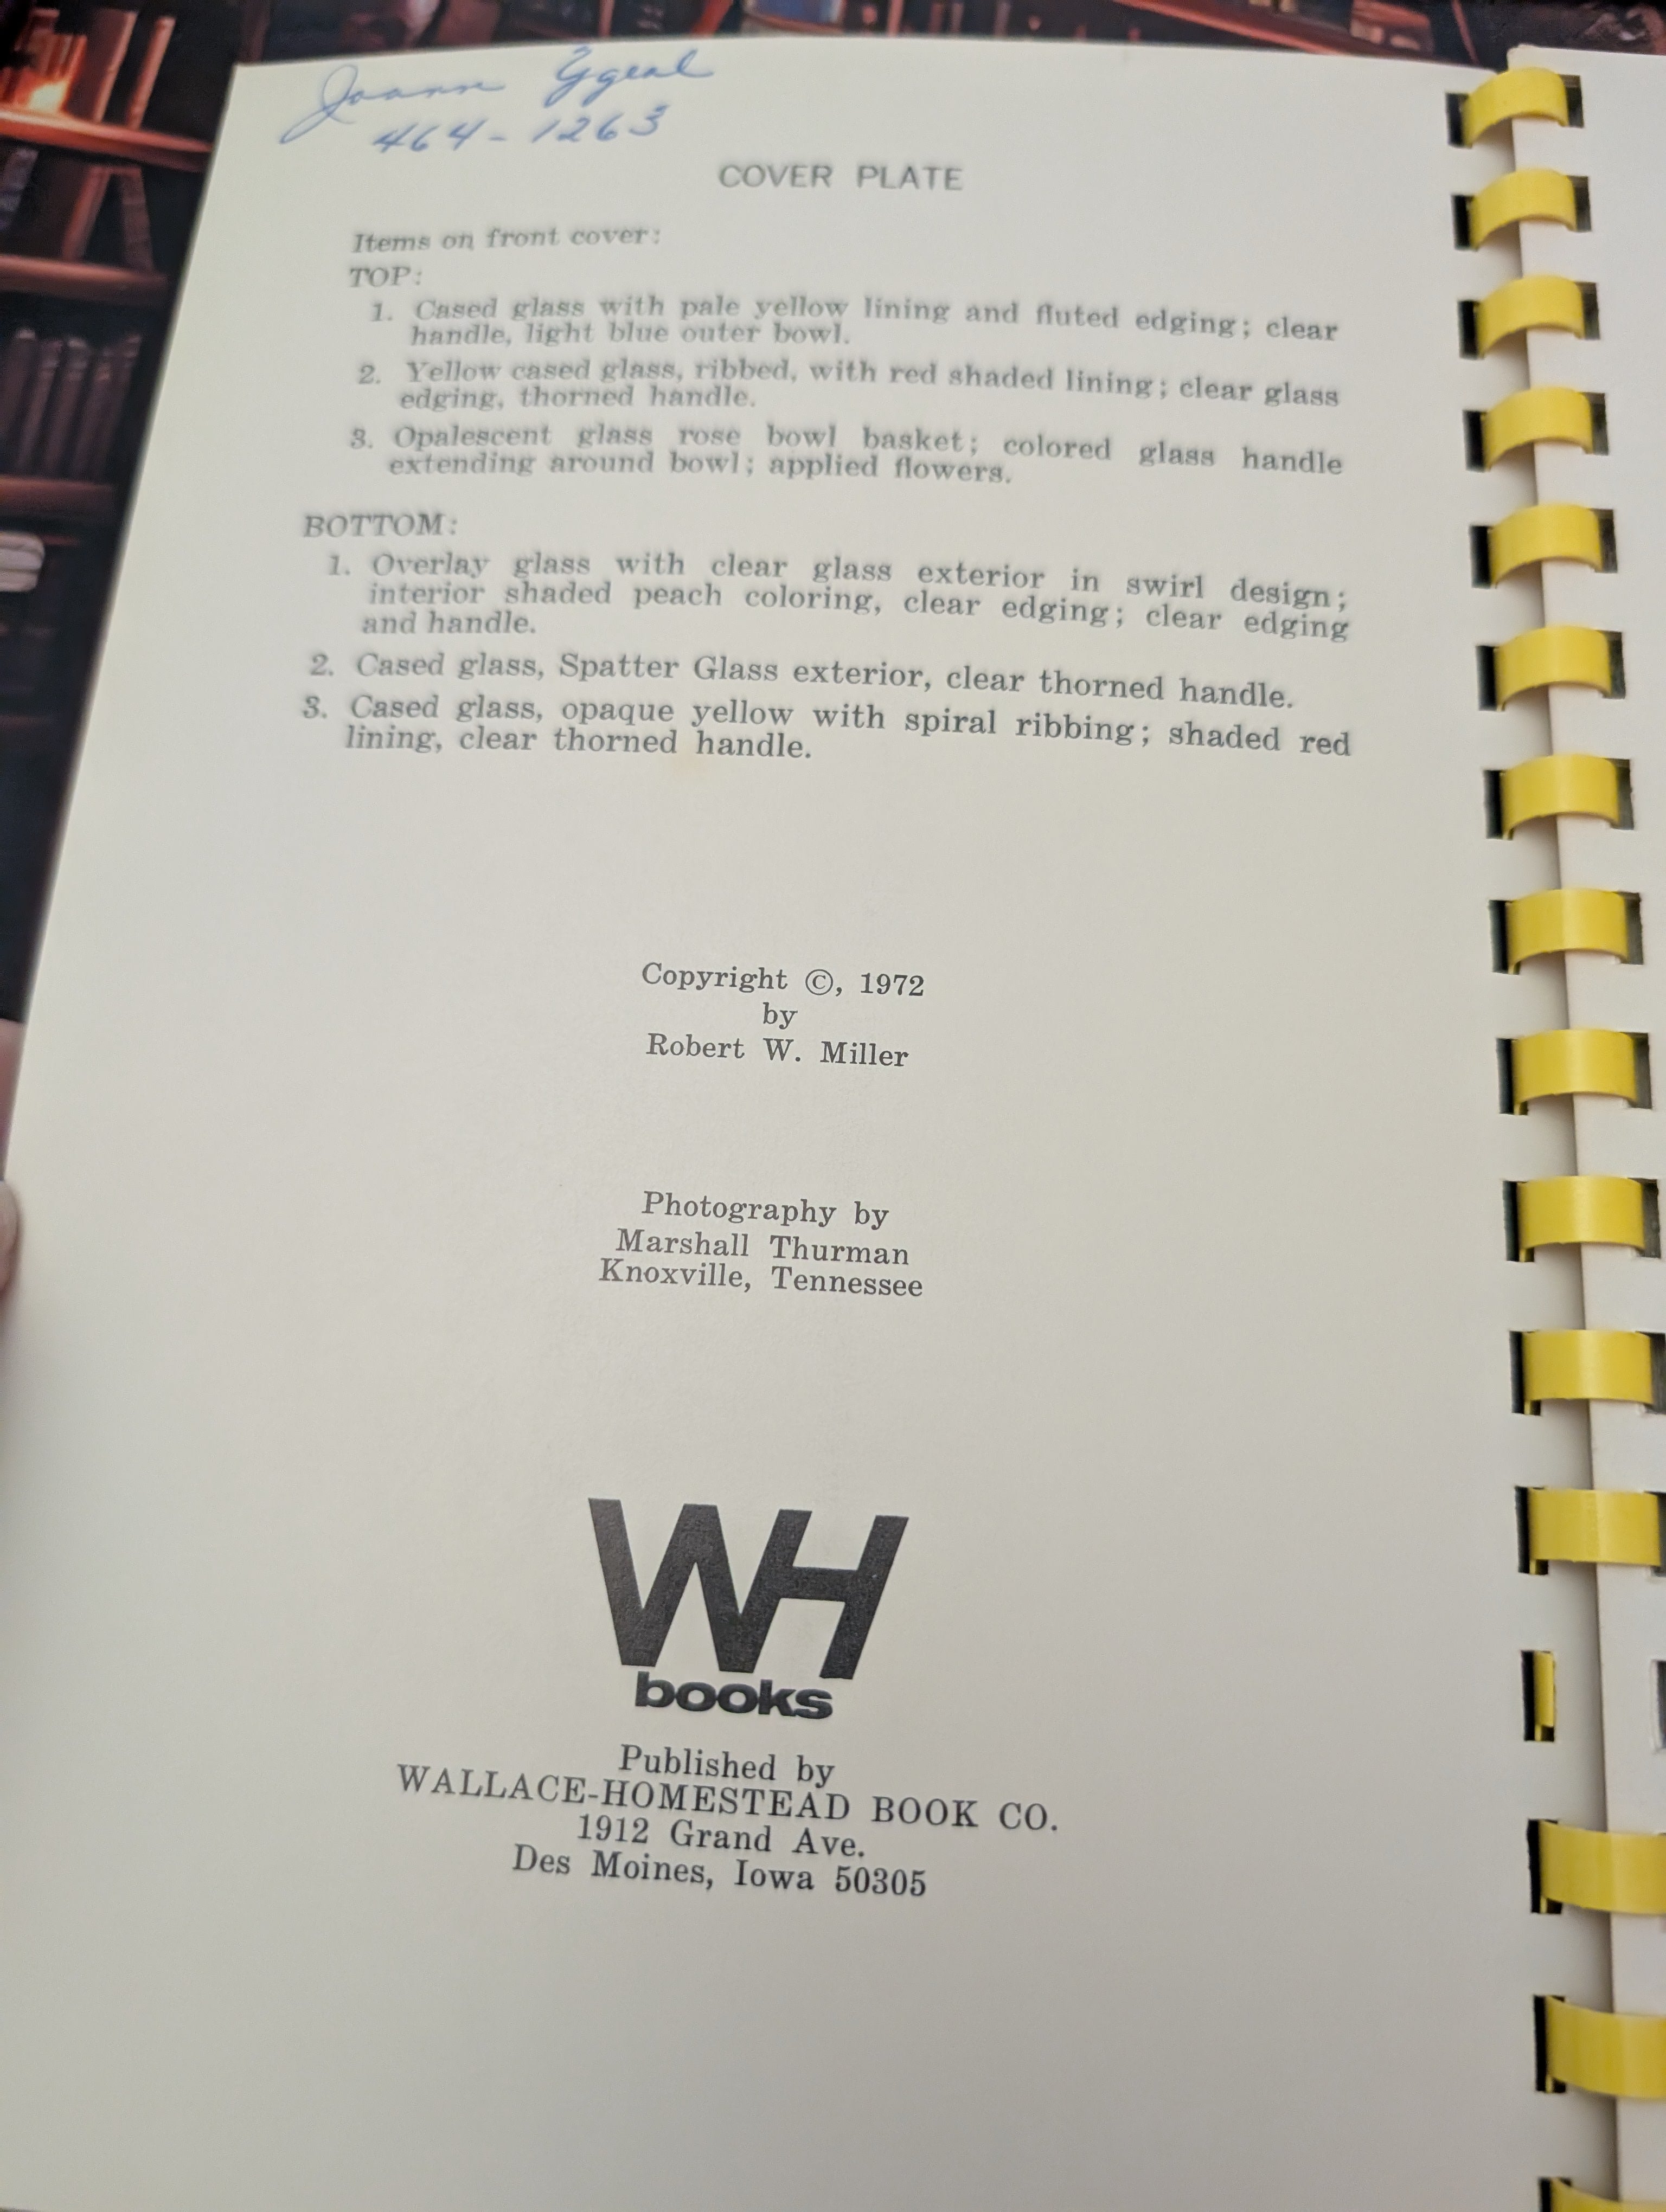 Joann
464-1263
COVER PLATE
Items on front cover:
TOP:
1. Cased glass with pale yellow lining and fluted edging; clear
handle, light blue outer bowl.
2. Yellow cased glass, ribbed, with red shaded lining; clear glass
edging, thorned handle.
3. Opalescent glass rose bowl basket; colored glass handle
extending around bowl; applied flowers.
BOTTOM:
1. Overlay glass with clear glass exterior in swirl design;
interior shaded peach coloring, clear edging; clear edging
and handle.
2. Cased glass, Spatter Glass exterior, clear thorned handle.
3. Cased glass, opaque yellow with spiral ribbing; shaded red
lining, clear thorned handle.
Copyright ©, 1972
by
Robert W. Miller
Photography by
Marshall Thurman
Knoxville, Tennessee
WH
books
Published by
WALLACE-HOMESTEAD BOOK CO.
1912 Grand Ave.
Des Moines, Iowa 50305